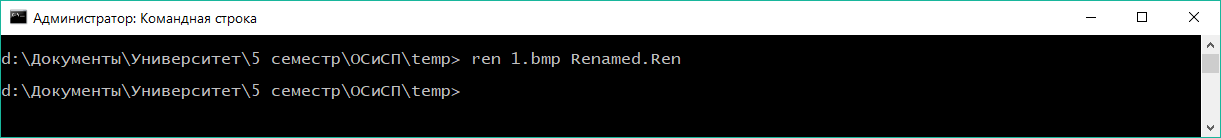 Администратор: Командная строка
d:\Документы\Университет\5 семестр\ОСиСП\temp> ren 1.bmp Renamed.Ren
d:\Документы\Университет\5 семестр\ОСиСП\temp>